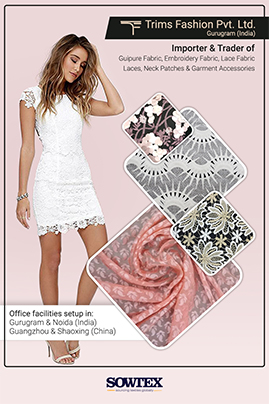 Trims Fashion Pvt. Ltd.
Gurugram (India)
Importer & Trader of
Guipure Fabric, Embroidery Fabric, Lace Fabric
Laces, Neck Patches & Garment Accessories
Office facilities setup in:
Gurugram & Noida (India)
Guangzhou & Shaoxing (China)
SOWTEX